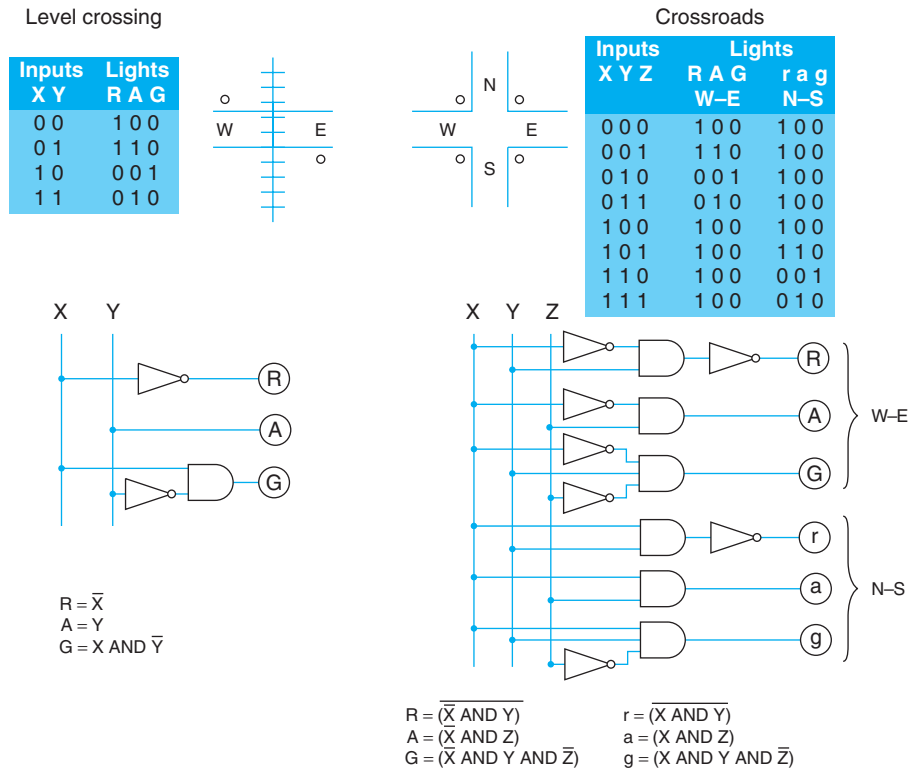 Level crossing
Inputs Lights
X Y R A G
0 0 1 0 0
0 1 1 1 0
1 0 0 0 1
1 1 0 1 0
W E
Crossroads
N
W E
S
Inputs Lights
X Y Z R A G r a g
W–E N–S
0 0 0 1 0 0 1 0 0
0 0 1 1 1 0 1 0 0
0 1 0 0 0 1 1 0 0
0 1 1 0 1 0 1 0 0
1 0 0 1 0 0 1 0 0
1 0 1 1 0 0 1 1 0
1 1 0 1 0 0 0 0 1
1 1 1 1 0 0 0 1 0
X Y
R
A
G
R = X̅
A = Y
G = X AND Y̅
X Y Z
R
A
G
W–E
r
a
g
N–S
R = (X̅ AND Y)̅
A = (X̅ AND Z)
G = (X̅ AND Y AND Z̅)
r = (X AND Y)̅
a = (X AND Z)
g = (X AND Y AND Z̅)